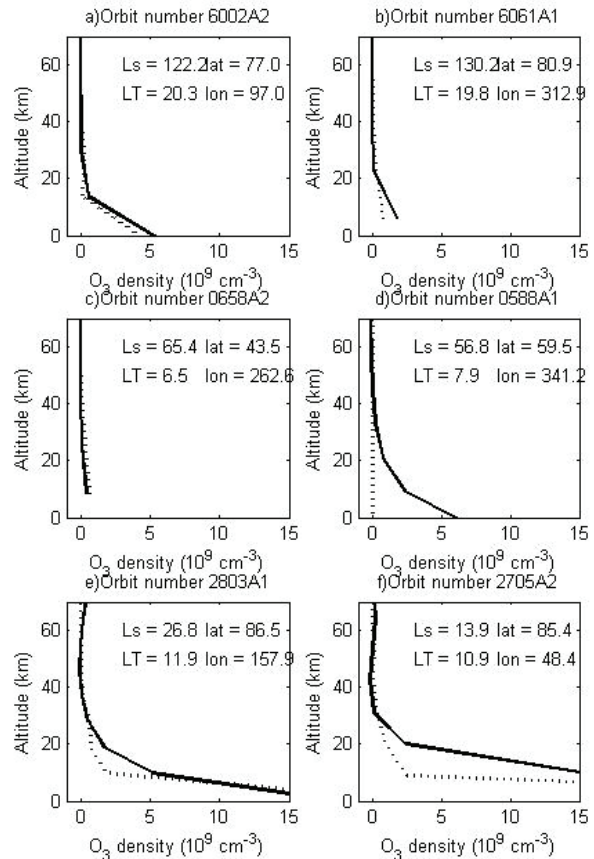 a)Orbit number 6002A2
Ls = 122.2 lat = 77.0
LT = 20.3 lon = 97.0
60
40
20
0
Altitude (km)
0 5 10 15
O3 density (10^9 cm^-3)
b)Orbit number 6061A1
Ls = 130.2 lat = 80.9
LT = 19.8 lon = 312.9
60
40
20
0
Altitude (km)
0 5 10 15
O3 density (10^9 cm^-3)
c)Orbit number 0658A2
Ls = 65.4 lat = 43.5
LT = 6.5 lon = 262.6
60
40
20
0
Altitude (km)
0 5 10 15
O3 density (10^9 cm^-3)
d)Orbit number 0588A1
Ls = 56.8 lat = 59.5
LT = 7.9 lon = 341.2
60
40
20
0
Altitude (km)
0 5 10 15
O3 density (10^9 cm^-3)
e)Orbit number 2803A1
Ls = 26.8 lat = 86.5
LT = 11.9 lon = 157.9
60
40
20
0
Altitude (km)
0 5 10 15
O3 density (10^9 cm^-3)
f)Orbit number 2705A2
Ls = 13.9 lat = 85.4
LT = 10.9 lon = 48.4
60
40
20
0
Altitude (km)
0 5 10 15
O3 density (10^9 cm^-3)